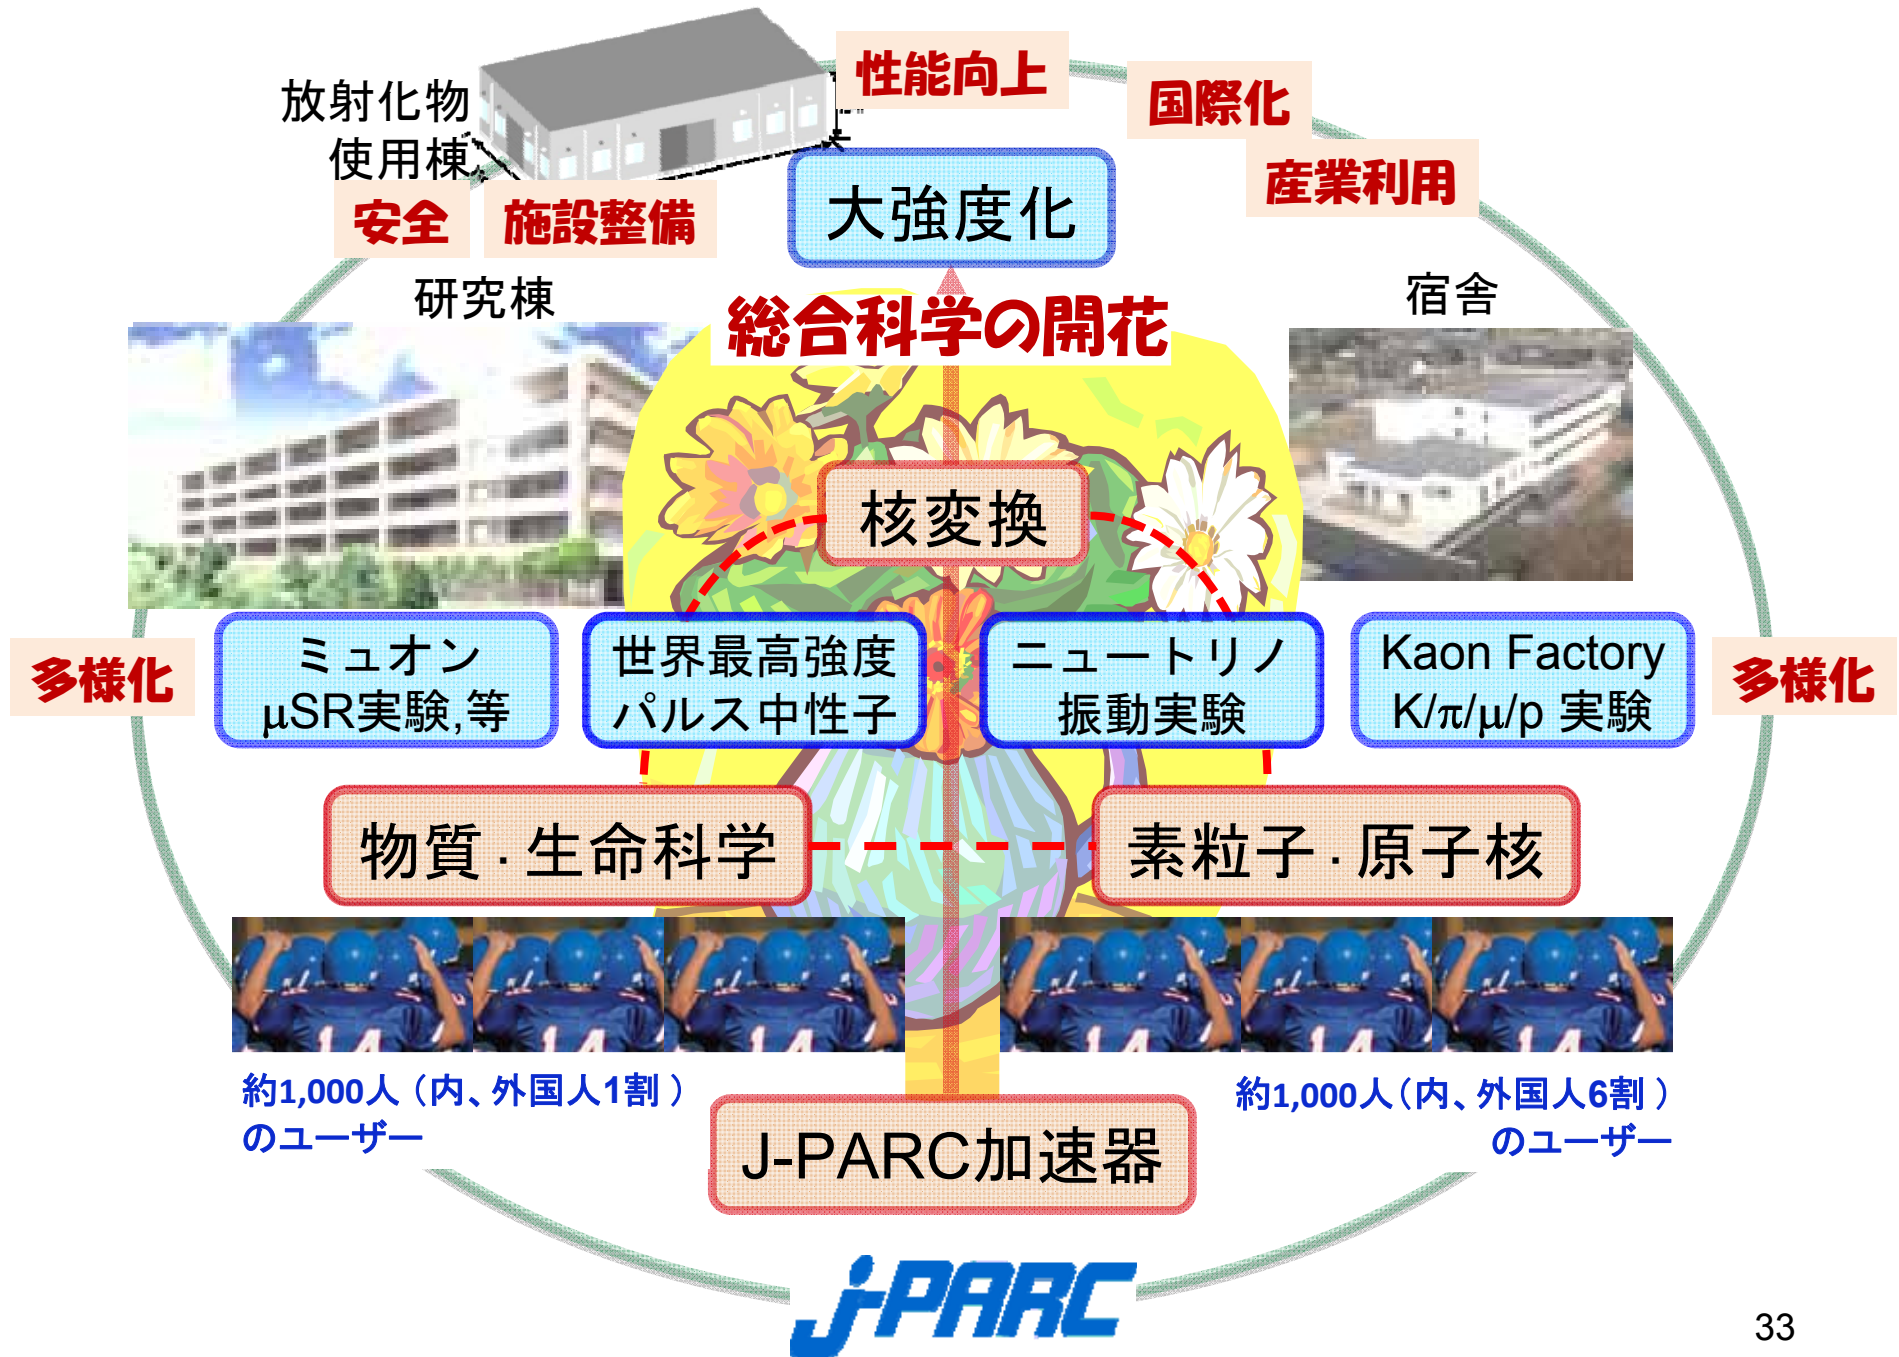 放射化物
使用棟
性能向上
国際化
産業利用
安全
施設整備
大強度化
研究棟
総合科学の開花
宿舎
核変換
多様化
ミュオン
μSR実験,等
世界最高強度
パルス中性子
ニュートリノ
振動実験
Kaon Factory
K/π/μ/p 実験
多様化
物質・生命科学
素粒子・原子核
14
14
14
14
14
14
約1,000人（内、外国人1割）
のユーザー
約1,000人（内、外国人6割）
のユーザー
J-PARC加速器
J-PARC
33